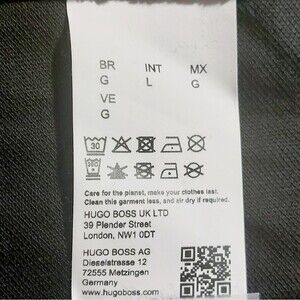 BR INT MX
G L G
VE
G
30
Care for the planet, make your clothes last.
Clean this garment less, and air dry if required.
HUGO BOSS UK LTD
39 Plender Street
London, NW1 0DT
HUGO BOSS AG
Dieselstrasse 12
72555 Metzingen
Germany
www.hugoboss.com